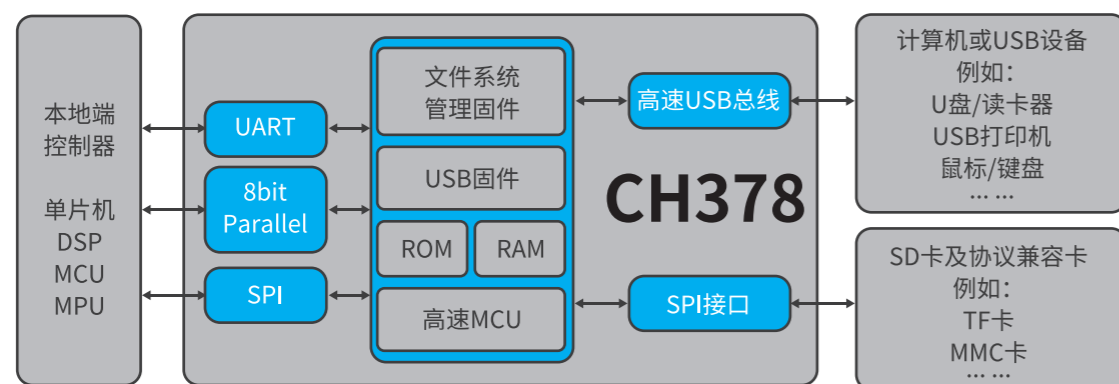 本地端
控制器
单片机
DSP
MCU
MPU
UART
8bit
Parallel
SPI
文件系统
管理固件
USB固件
ROM
RAM
高速MCU
高速USB总线
CH378
SPI接口
计算机或USB设备
例如：
U盘/读卡器
USB打印机
鼠标/键盘
... ...
SD卡及协议兼容卡
例如：
TF卡
MMC卡
... ...